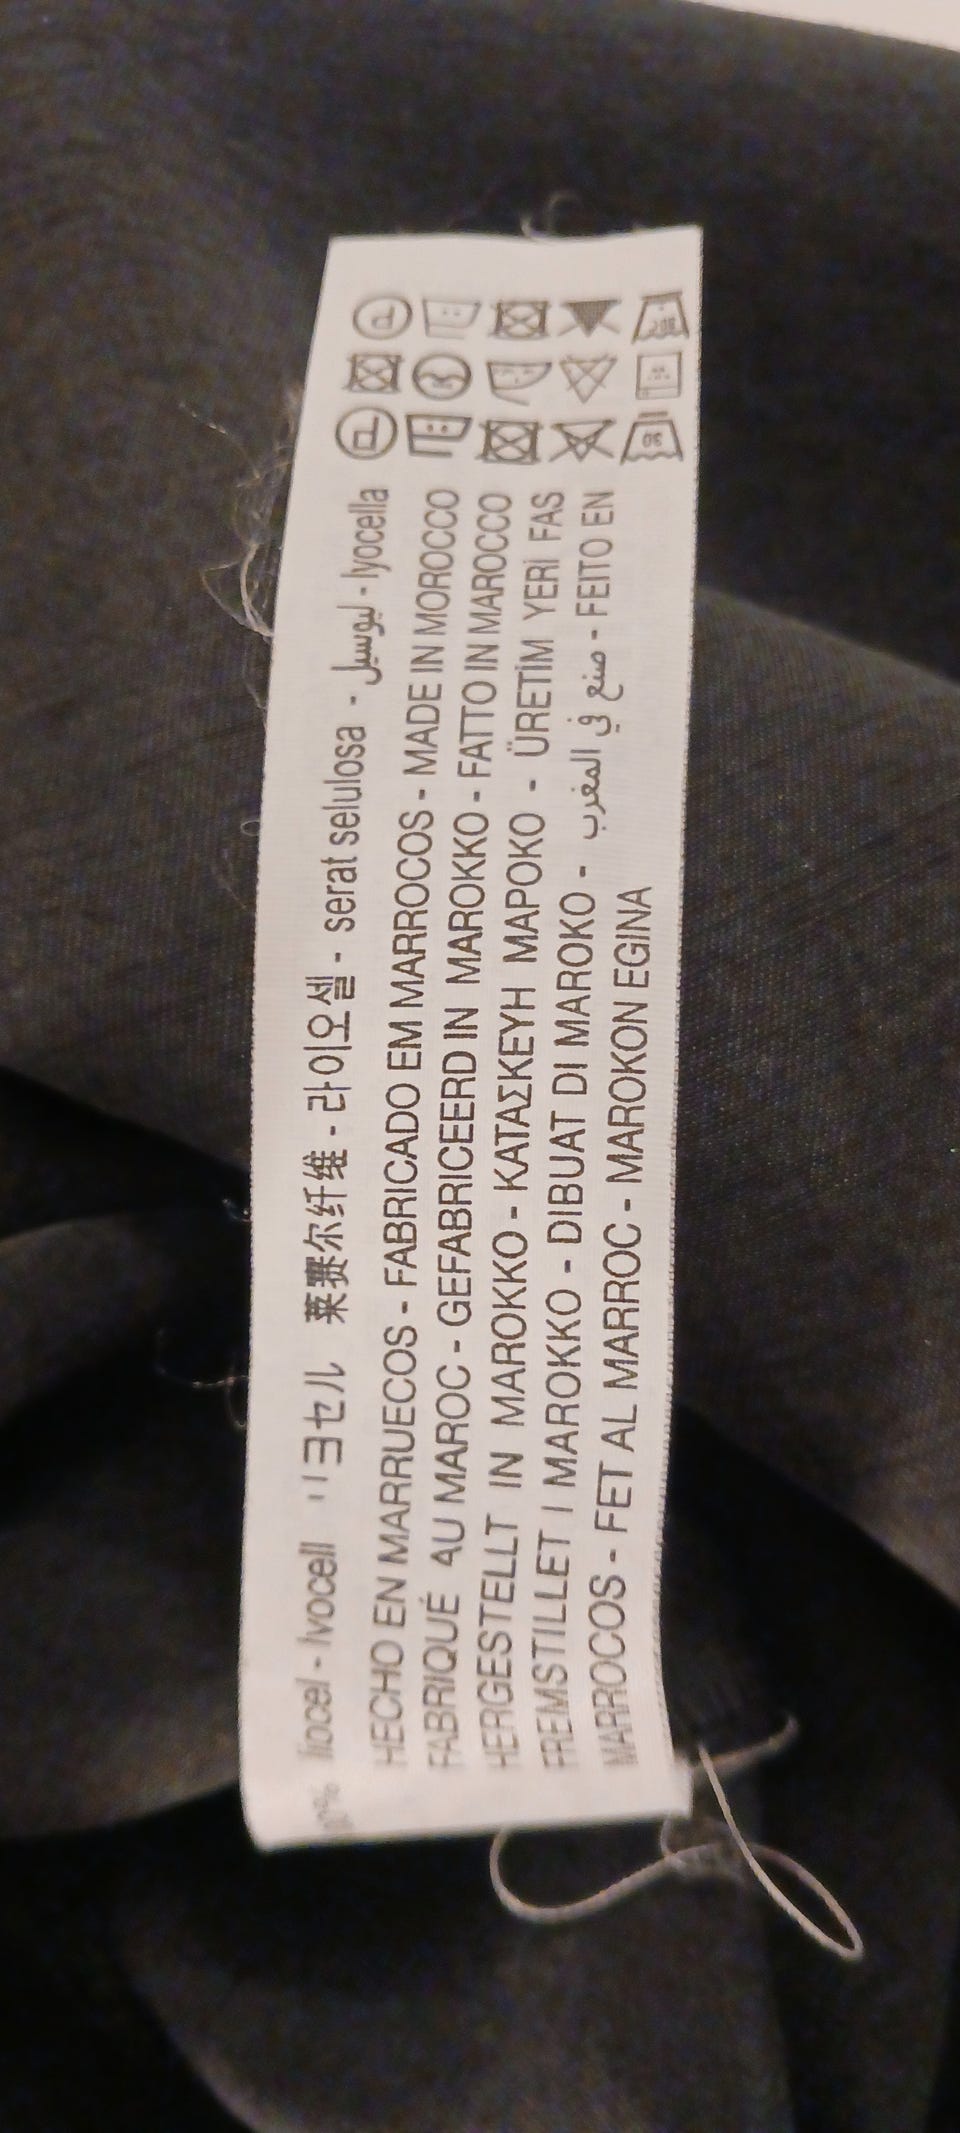 liocel - lyocell リヨセル 莱赛尔纤维 - 라이오셀 - serat selulosa - ليوسيل - lyocella
HECHO EN MARRUECOS - FABRICADO EM MARROCOS - MADE IN MOROCCO
FABRIQUÉ AU MAROC - GEFABRICEERD IN MAROKKO - FATTO IN MAROCCO
HERGESTELLT IN MAROKKO - ΚΑΤΑΣΚΕΥΗ ΜΑΡΟΚΟ - ÜRETİM YERİ FAS
FREMSTILLET I MAROKKO - DIBUAT DI MAROKO - صنع في المغرب - FEITO EN
MARROCOS - FET AL MARROC - MAROKON EGINA